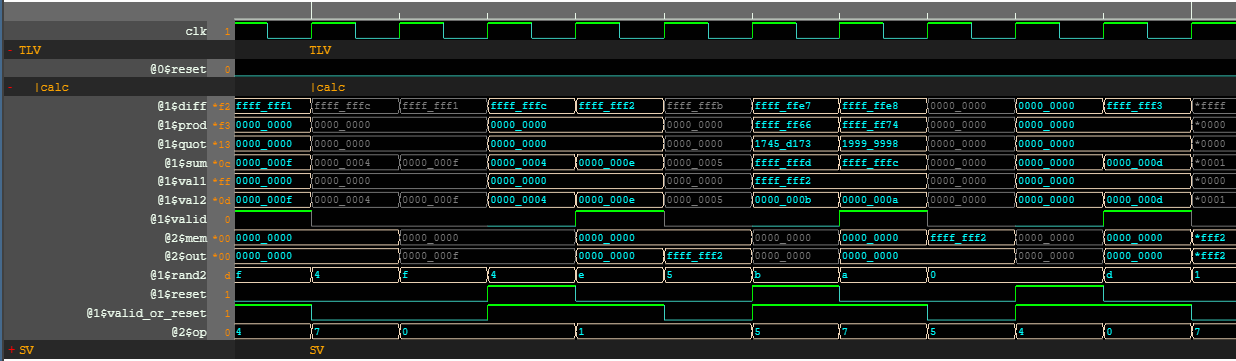 clk 1
- TLV TLV
@0$reset 0
- |calc |calc
@1$diff *f2 ffff_fff1 ffff_fffc ffff_fff1 ffff_fffc ffff_fff2 ffff_fffb ffff_ffe7 ffff_ffe8 0000_0000 0000_0000 ffff_fff3 *ffff
@1$prod *f3 0000_0000 0000_0000 0000_0000 0000_0000 ffff_ff66 ffff_ff74 0000_0000 0000_0000 *0000
@1$quot *13 0000_0000 0000_0000 0000_0000 0000_0000 1745_d173 1999_9998 0000_0000 0000_0000 *0000
@1$sum *0c 0000_000f 0000_0004 0000_000f 0000_0004 0000_000e 0000_0005 ffff_fffd ffff_fffc 0000_0000 0000_0000 0000_000d *0001
@1$val1 *ff 0000_0000 0000_0000 0000_0000 0000_0000 ffff_fff2 0000_0000 0000_0000 *0000
@1$val2 *0d 0000_000f 0000_0004 0000_000f 0000_0004 0000_000e 0000_0005 0000_000b 0000_000a 0000_0000 0000_0000 0000_000d *0001
@1$valid 0
@2$mem *00 0000_0000 0000_0000 0000_0000 0000_0000 0000_0000 ffff_fff2 0000_0000 0000_0000 *fff2
@2$out *00 0000_0000 0000_000f 0000_0000 ffff_fff2 0000_0000 0000_0000 0000_0000 0000_0000 *fff2
@1$rand2 d f 4 f 4 e 5 b a 0 d 1
@1$reset 1
@1$valid_or_reset 1
@2$op 0 4 7 0 1 5 7 5 4 0 7
+ SV SV